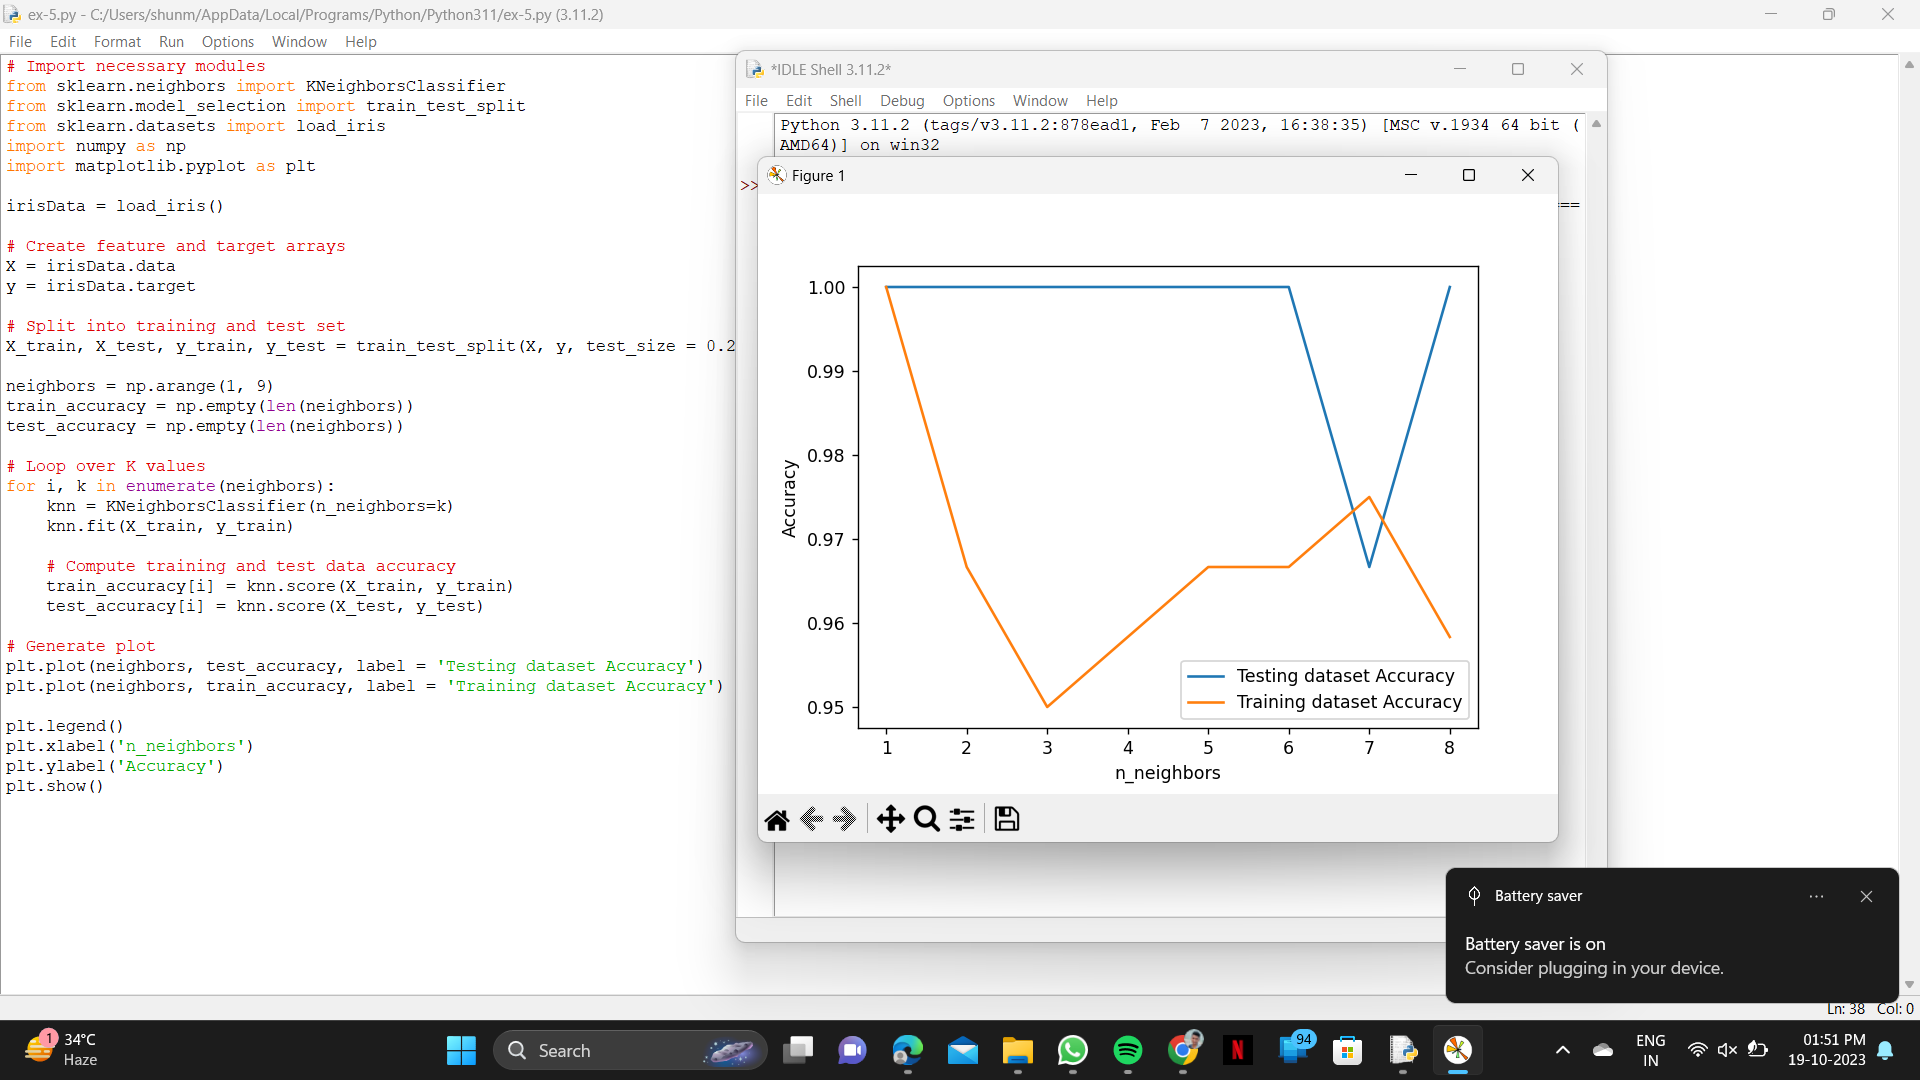 ex-5.py - C:/Users/shunm/AppData/Local/Programs/Python/Python311/ex-5.py (3.11.2)
File Edit Format Run Options Window Help
# Import necessary modules
from sklearn.neighbors import KNeighborsClassifier
from sklearn.model_selection import train_test_split
from sklearn.datasets import load_iris
import numpy as np
import matplotlib.pyplot as plt
irisData = load_iris()
# Create feature and target arrays
X = irisData.data
y = irisData.target
# Split into training and test set
X_train, X_test, y_train, y_test = train_test_split(X, y, test_size = 0.2
neighbors = np.arange(1, 9)
train_accuracy = np.empty(len(neighbors))
test_accuracy = np.empty(len(neighbors))
# Loop over K values
for i, k in enumerate(neighbors):
    knn = KNeighborsClassifier(n_neighbors=k)
    knn.fit(X_train, y_train)
    # Compute training and test data accuracy
    train_accuracy[i] = knn.score(X_train, y_train)
    test_accuracy[i] = knn.score(X_test, y_test)
# Generate plot
plt.plot(neighbors, test_accuracy, label = 'Testing dataset Accuracy')
plt.plot(neighbors, train_accuracy, label = 'Training dataset Accuracy')
plt.legend()
plt.xlabel('n_neighbors')
plt.ylabel('Accuracy')
plt.show()
*IDLE Shell 3.11.2*
File Edit Shell Debug Options Window Help
Python 3.11.2 (tags/v3.11.2:878ead1, Feb  7 2023, 16:38:35) [MSC v.1934 64 bit (
AMD64)] on win32
>>
==
Figure 1
1.00
0.99
0.98
0.97
0.96
0.95
Accuracy
1 2 3 4 5 6 7 8
n_neighbors
Testing dataset Accuracy
Training dataset Accuracy
Battery saver
Battery saver is on
Consider plugging in your device.
Ln: 38 Col: 0
1
34°C
Haze
Search
N
94
ENG
IN
01:51 PM
19-10-2023